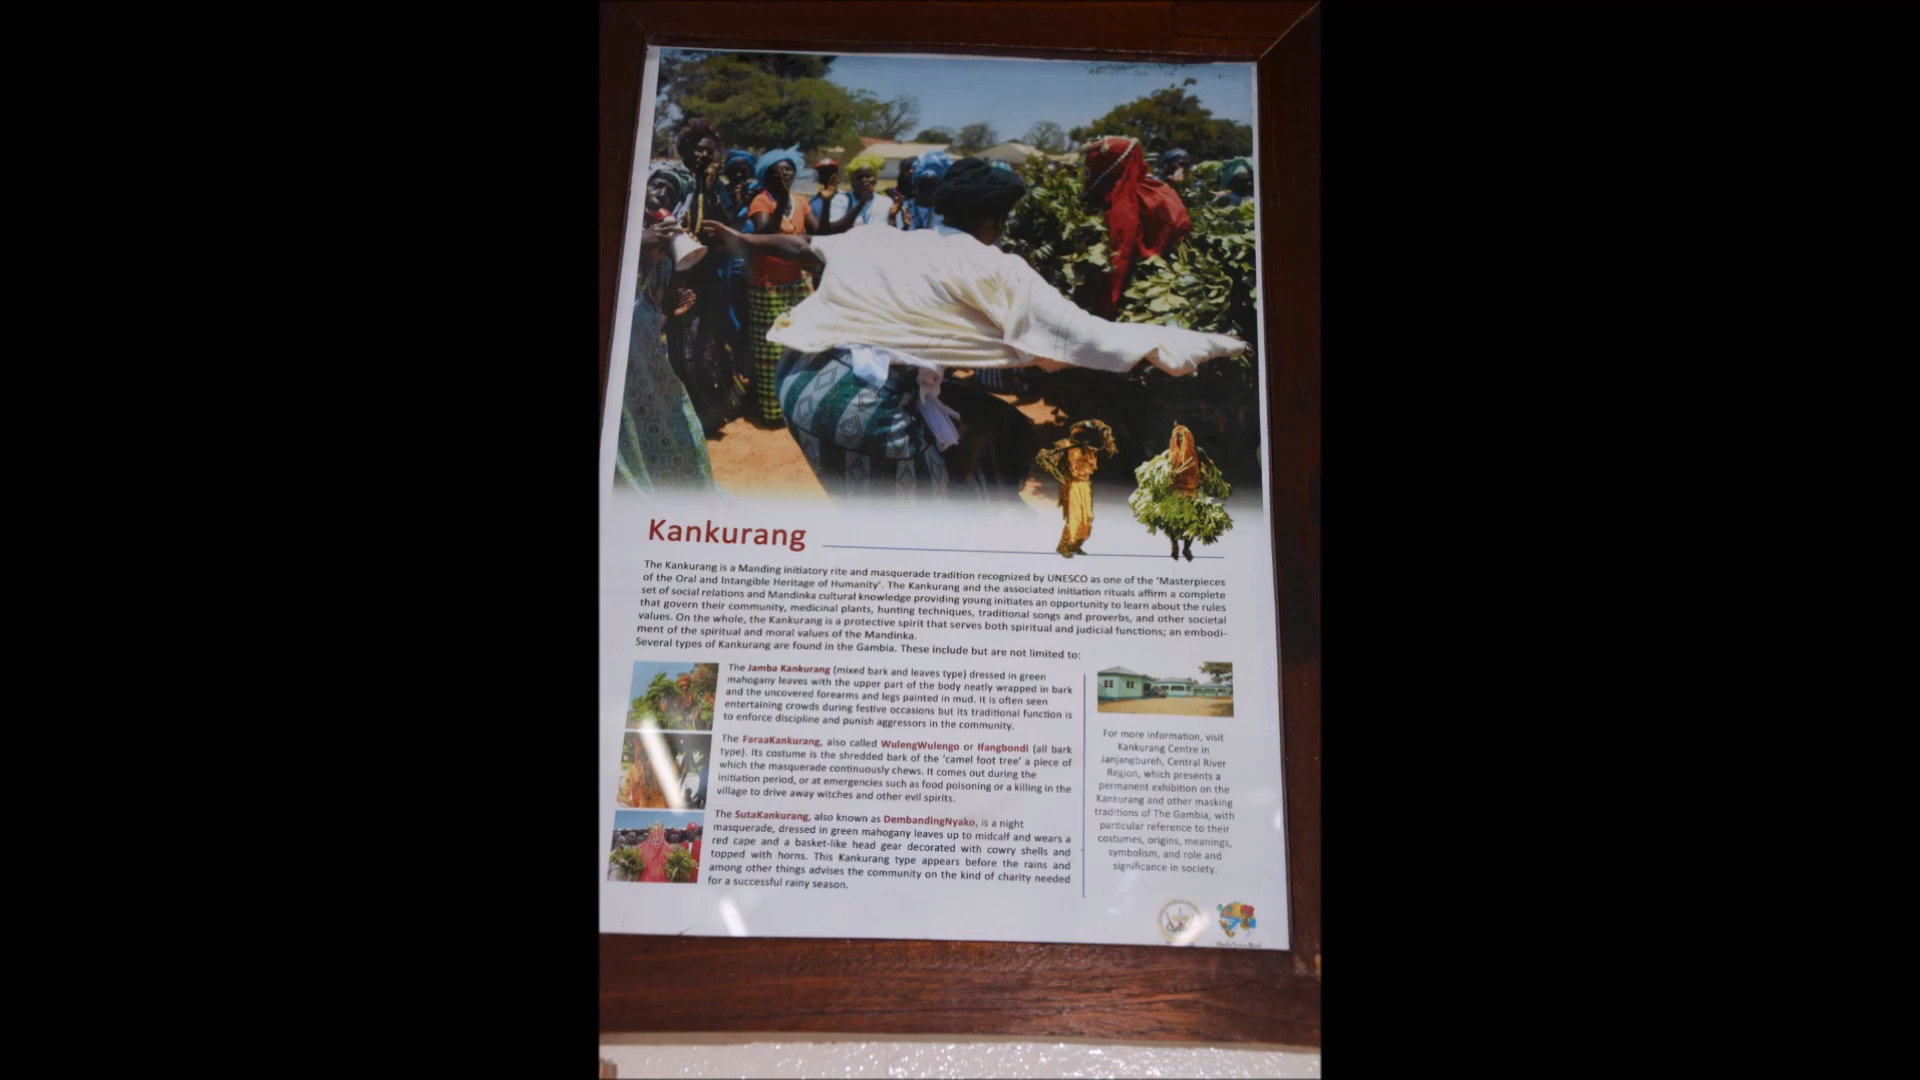 Kankurang
The Kankurang is a Manding initiatory rite and masquerade tradition recognized by UNESCO as one of the 'Masterpieces
of the Oral and Intangible Heritage of Humanity'. The Kankurang and the associated initiation rituals affirm a complete
set of social relations and Mandinka cultural knowledge providing young initiates an opportunity to learn about the rules
that govern their community, medicinal plants, hunting techniques, traditional songs and proverbs, and other societal
values. On the whole, the Kankurang is a protective spirit that serves both spiritual and judicial functions; an embodi-
ment of the spiritual and moral values of the Mandinka.
Several types of Kankurang are found in the Gambia. These include but are not limited to:
The Jamba Kankurang (mixed bark and leaves type) dressed in green
mahogany leaves with the upper part of the body neatly wrapped in bark
and the uncovered forearms and legs painted in mud. It is often seen
entertaining crowds during festive occasions but its traditional function is
to enforce discipline and punish aggressors in the community.
The FaraaKankurang, also called WulengWulengo or Ifangbondi (all bark
type). Its costume is the shredded bark of the 'camel foot tree' a piece of
which the masquerade continuously chews. It comes out during the
initiation period, or at emergencies such as food poisoning or a killing in the
village to drive away witches and other evil spirits.
The SutaKankurang, also known as DembandingNyako, is a night
masquerade, dressed in green mahogany leaves up to midcalf and wears a
red cape and a basket-like head gear decorated with cowry shells and
topped with horns. This Kankurang type appears before the rains and
among other things advises the community on the kind of charity needed
for a successful rainy season.
For more information, visit
Kankurang Centre in
Janjangbureh, Central River
Region, which presents a
permanent exhibition on the
Kankurang and other masking
traditions of The Gambia, with
particular reference to their
costumes, origins, meanings,
symbolism, and role and
significance in society.